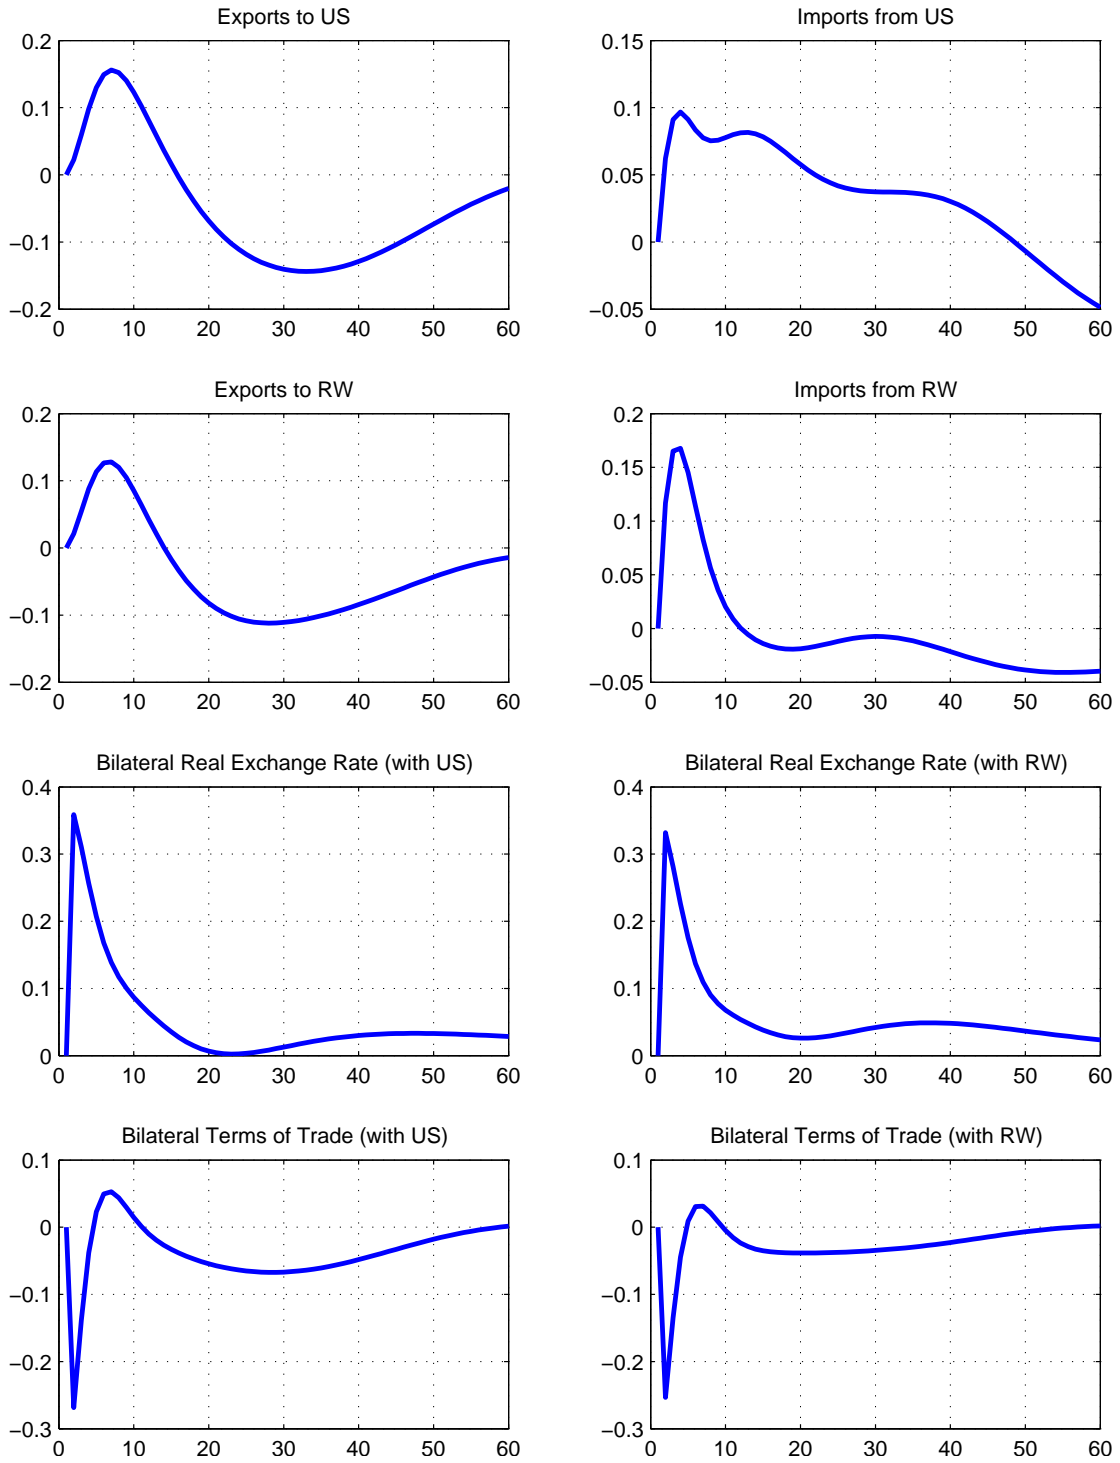 Exports to US
0.2
0.1
0
−0.1
−0.2
0 10 20 30 40 50 60
Imports from US
0.15
0.1
0.05
0
−0.05
0 10 20 30 40 50 60
Exports to RW
0.2
0.1
0
−0.1
−0.2
0 10 20 30 40 50 60
Imports from RW
0.2
0.15
0.1
0.05
0
−0.05
0 10 20 30 40 50 60
Bilateral Real Exchange Rate (with US)
0.4
0.3
0.2
0.1
0
0 10 20 30 40 50 60
Bilateral Real Exchange Rate (with RW)
0.4
0.3
0.2
0.1
0
0 10 20 30 40 50 60
Bilateral Terms of Trade (with US)
0.1
0
−0.1
−0.2
−0.3
0 10 20 30 40 50 60
Bilateral Terms of Trade (with RW)
0.1
0
−0.1
−0.2
−0.3
0 10 20 30 40 50 60